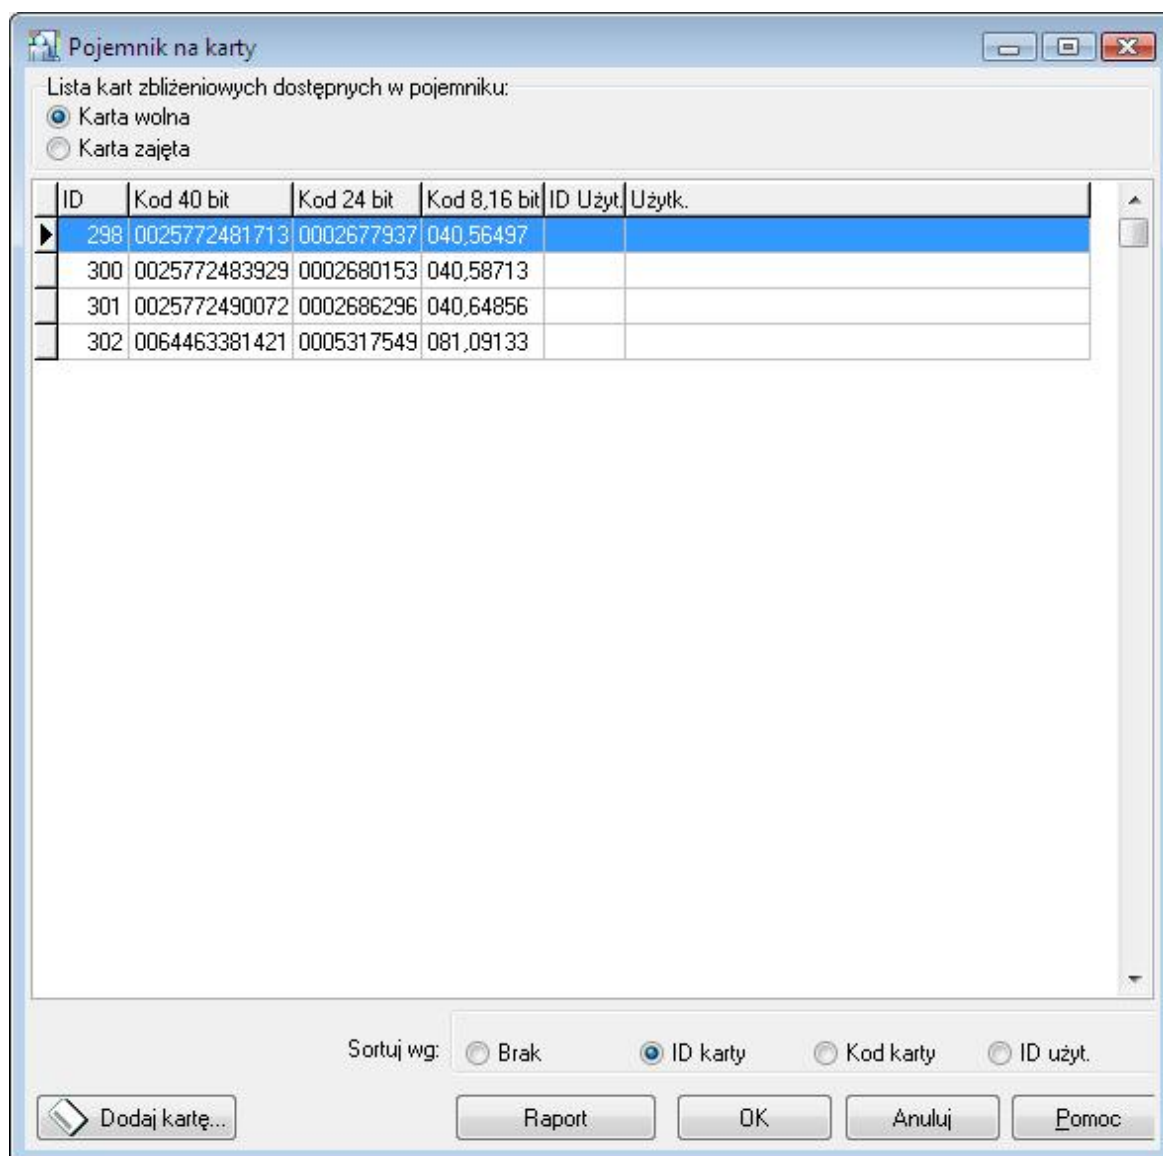 Pojemnik na karty
Lista kart zbliżeniowych dostępnych w pojemniku:
Karta wolna
Karta zajęta
ID Kod 40 bit Kod 24 bit Kod 8,16 bit ID Użyt. Użytk.
298 0025772481713 0002677937 040,56497
300 0025772483929 0002680153 040,58713
301 0025772490072 0002686296 040,64856
302 0064463381421 0005317549 081,09133
Sortuj wg: Brak ID karty Kod karty ID użyt.
Dodaj kartę... Raport OK Anuluj Pomoc